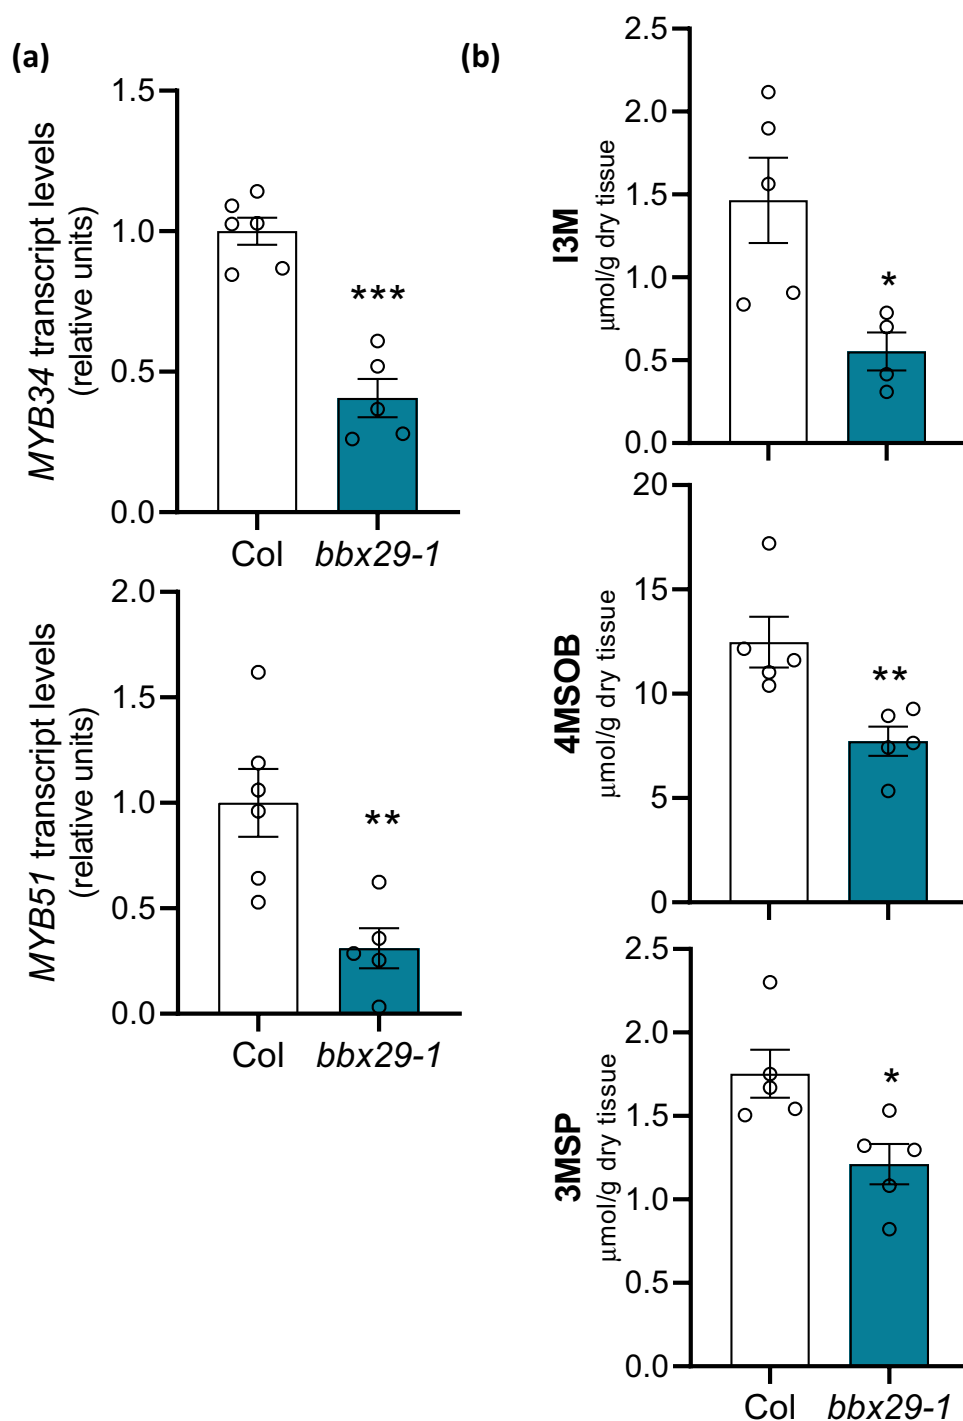 (a)
MYB34 transcript levels
(relative units)
1.5
1.0
0.5
0.0
***
Col bbx29-1
MYB51 transcript levels
(relative units)
2.0
1.5
1.0
0.5
0.0
**
Col bbx29-1
(b)
I3M
μmol/g dry tissue
2.5
2.0
1.5
1.0
0.5
0.0
*
4MSOB
μmol/g dry tissue
20
15
10
5
0
**
3MSP
μmol/g dry tissue
2.5
2.0
1.5
1.0
0.5
0.0
*
Col bbx29-1